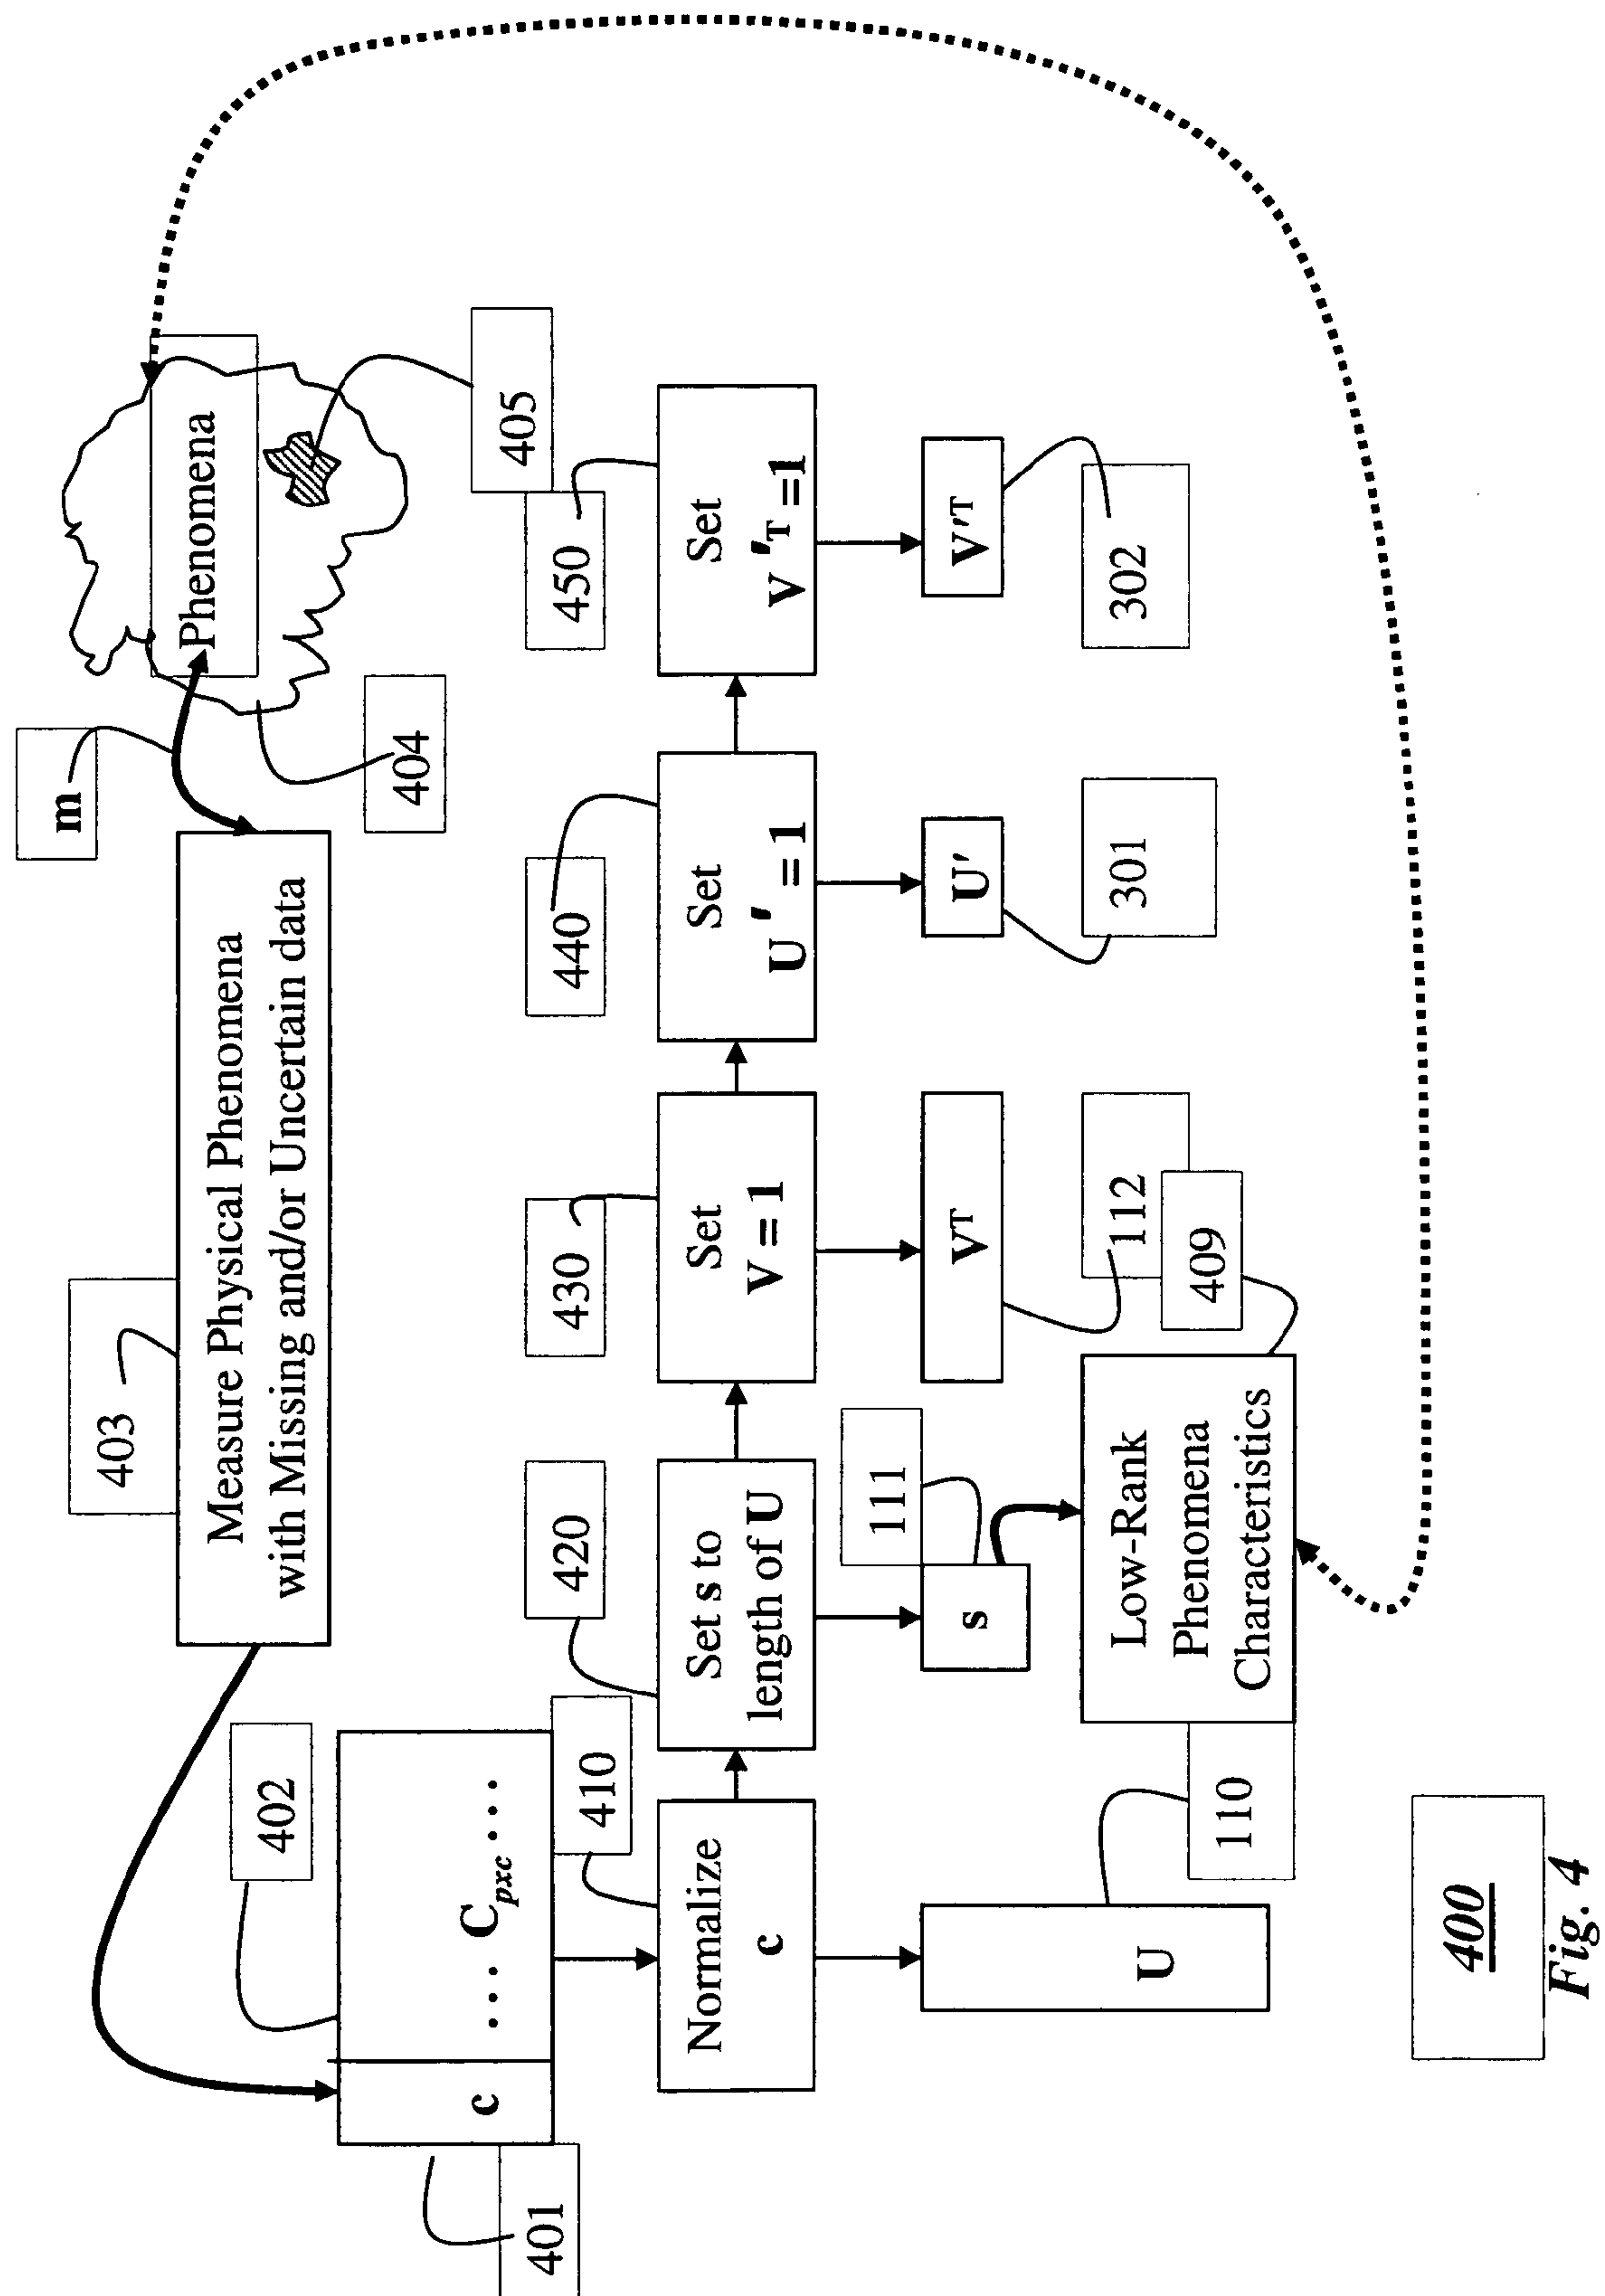 m
403
Measure Physical Phenomena
with Missing and/or Uncertain data
Phenomena
404
405
402
401
c
.... C_pxc ....
410
420
430
440
450
Normalize
c
Set s to
length of U
Set
V = 1
Set
U' = 1
Set
V'T = 1
U
s
VT
U'
V'T
110
111
112
301
302
409
Low-Rank
Phenomena
Characteristics
400
Fig. 4